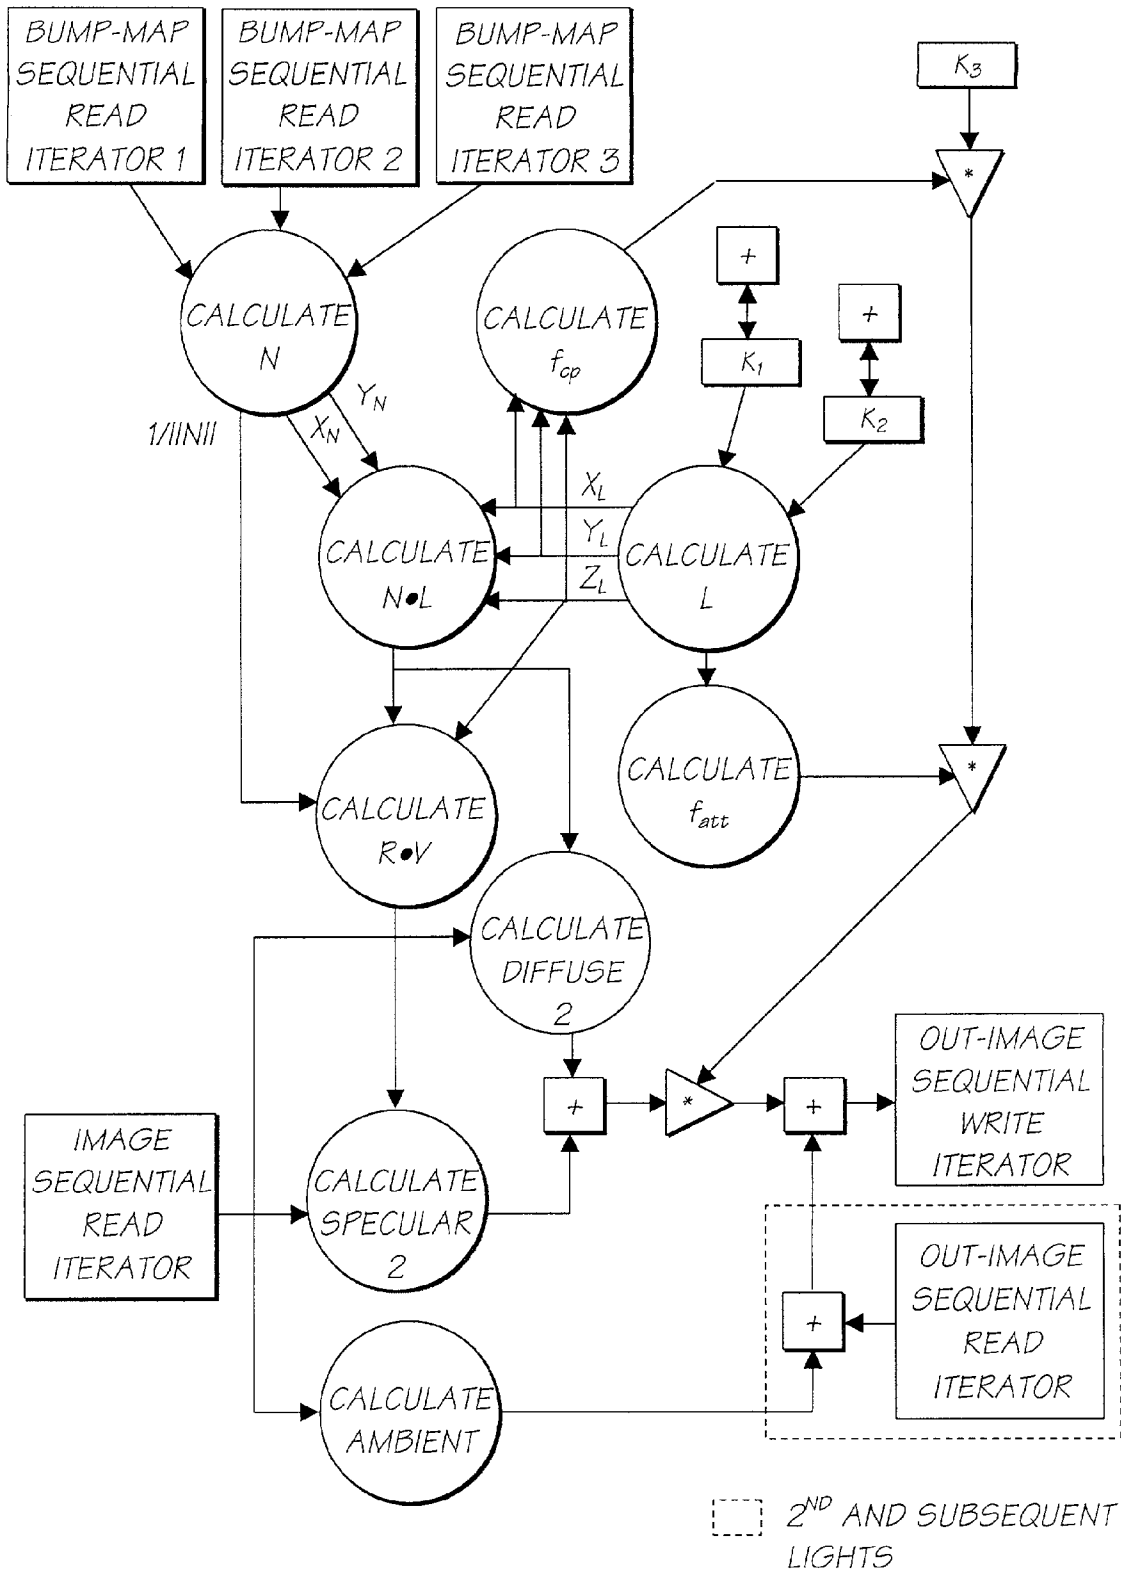 BUMP-MAP
SEQUENTIAL
READ
ITERATOR 1
BUMP-MAP
SEQUENTIAL
READ
ITERATOR 2
BUMP-MAP
SEQUENTIAL
READ
ITERATOR 3
K3
*
CALCULATE
N
CALCULATE
fcp
+
K1
+
K2
1/||N||
XN
YN
CALCULATE
N●L
XL
YL
ZL
CALCULATE
L
CALCULATE
R●V
CALCULATE
fatt
*
CALCULATE
DIFFUSE
2
+
*
+
OUT-IMAGE
SEQUENTIAL
WRITE
ITERATOR
IMAGE
SEQUENTIAL
READ
ITERATOR
CALCULATE
SPECULAR
2
+
OUT-IMAGE
SEQUENTIAL
READ
ITERATOR
CALCULATE
AMBIENT
2ND AND SUBSEQUENT
LIGHTS